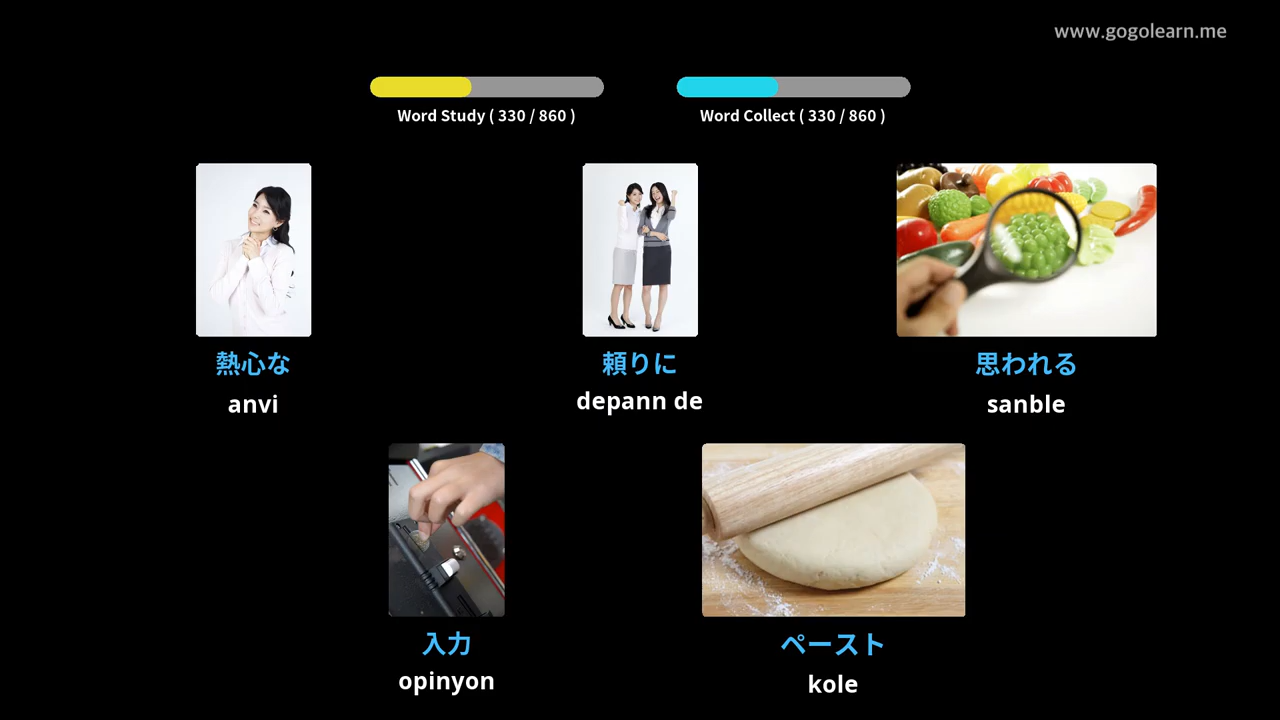 www.gogolearn.me
Word Study ( 330 / 860 )
Word Collect ( 330 / 860 )
熱心な
anvi
頼りに
depann de
思われる
sanble
入力
opinyon
ペースト
kole